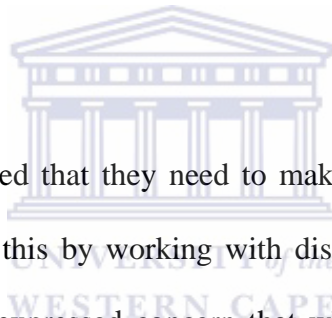 ed that they need to mak
this by working with dis
UNIVERSITY of the
WESTERN CAPE
expressed concern that